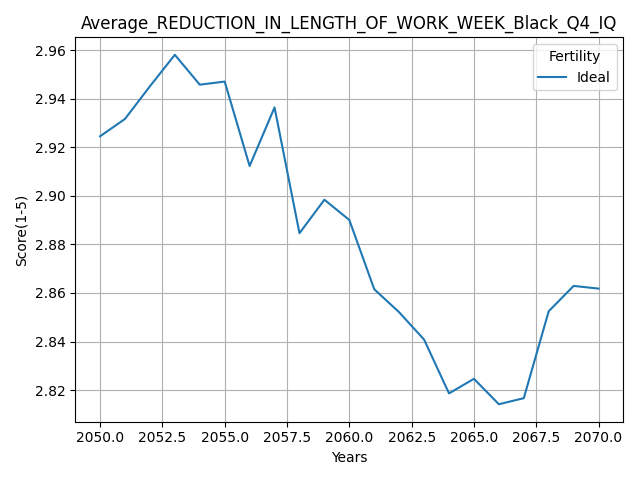 Average_REDUCTION_IN_LENGTH_OF_WORK_WEEK_Black_Q4_IQ
Fertility
Ideal
Score(1-5)
2.96
2.94
2.92
2.90
2.88
2.86
2.84
2.82
2050.0 2052.5 2055.0 2057.5 2060.0 2062.5 2065.0 2067.5 2070.0
Years